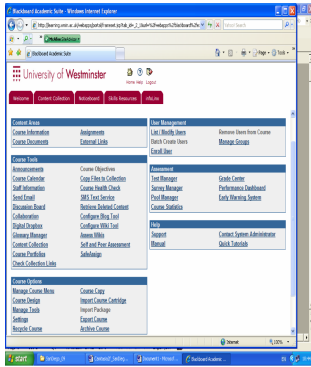 Blackboard Academic Suite - Windows Internet Explorer
Blackboard Academic Suite
Page
Tools
University of Westminster
Home Help Logout
Welcome Content Collection Noticeboard Skills Resources InfoLinx
Content Areas
Course Information Assignments
Course Documents External Links
Course Tools
Announcements Course Objectives
Course Calendar Copy Files to Collection
Staff Information Course Health Check
Send Email SMS Text Service
Discussion Board Retrieve Deleted Content
Collaboration Configure Blog Tool
Digital Dropbox Configure Wiki Tool
Glossary Manager Assess Wikis
Content Collection Self and Peer Assessment
Course Portfolios SafeAssign
Check Collection Links
Course Options
Manage Course Menu Course Copy
Course Design Import Course Cartridge
Manage Tools Import Package
Settings Export Course
Recycle Course Archive Course
User Management
List / Modify Users Remove Users from Course
Batch Create Users Manage Groups
Enroll User
Assessment
Test Manager Grade Center
Survey Manager Performance Dashboard
Pool Manager Early Warning System
Course Statistics
Help
Support Contact System Administrator
Manual Quick Tutorials
Internet 100%
start
Blackboard Academic ...